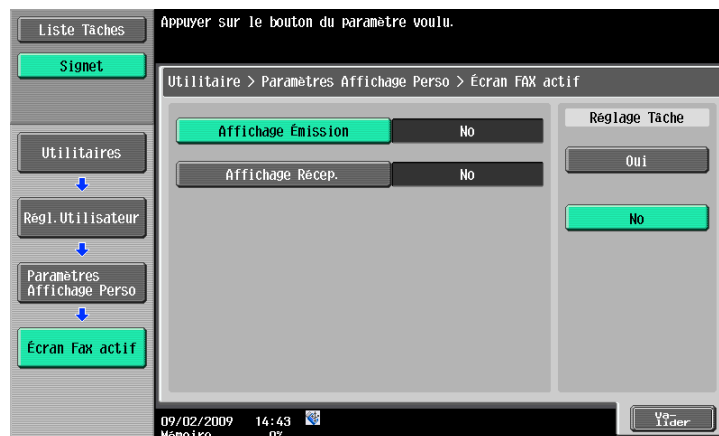 Liste Tâches
Appuyer sur le bouton du paramètre voulu.
Signet
Utilitaire > Paramètres Affichage Perso > Écran FAX actif
Affichage Émission No
Affichage Récep. No
Réglage Tâche
Oui
No
Utilitaires
Régl.Utilisateur
Paramètres
Affichage Perso
Écran Fax actif
09/02/2009 14:43
Mémoire 0%
Va-
lider